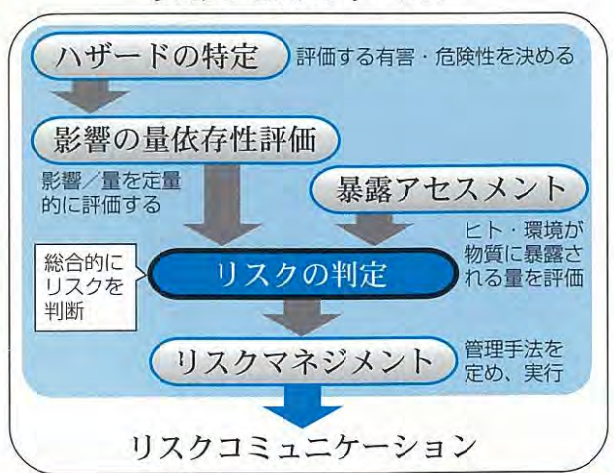 ハザードの特定
評価する有害・危険性を決める
影響の量依存性評価
影響／量を定量
的に評価する
暴露アセスメント
ヒト・環境が
物質に暴露さ
れる量を評価
総合的に
リスクを
判断
リスクの判定
リスクマネジメント
管理手法を
定め、実行
リスクコミュニケーション